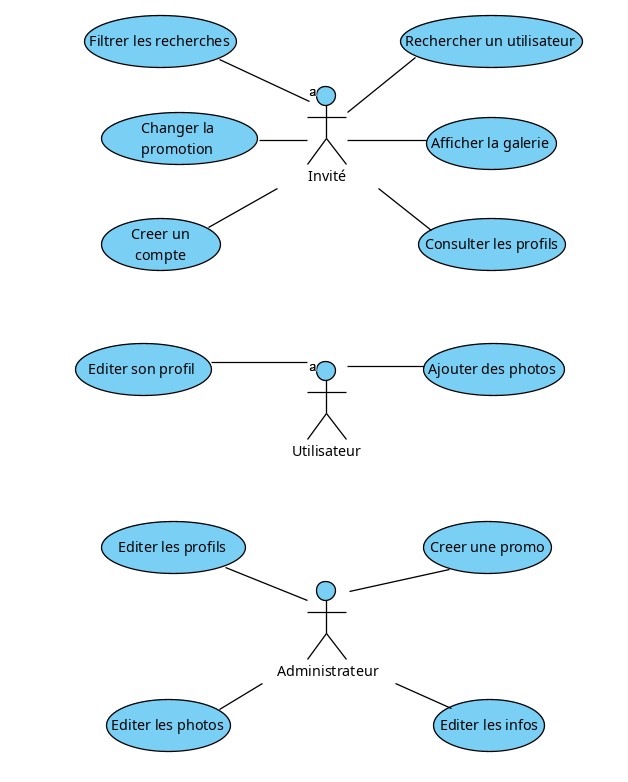 Filtrer les recherches
Rechercher un utilisateur
a
Changer la
promotion
Afficher la galerie
Invité
Creer un
compte
Consulter les profils
Editer son profil
a
Ajouter des photos
Utilisateur
Editer les profils
Creer une promo
Administrateur
Editer les photos
Editer les infos